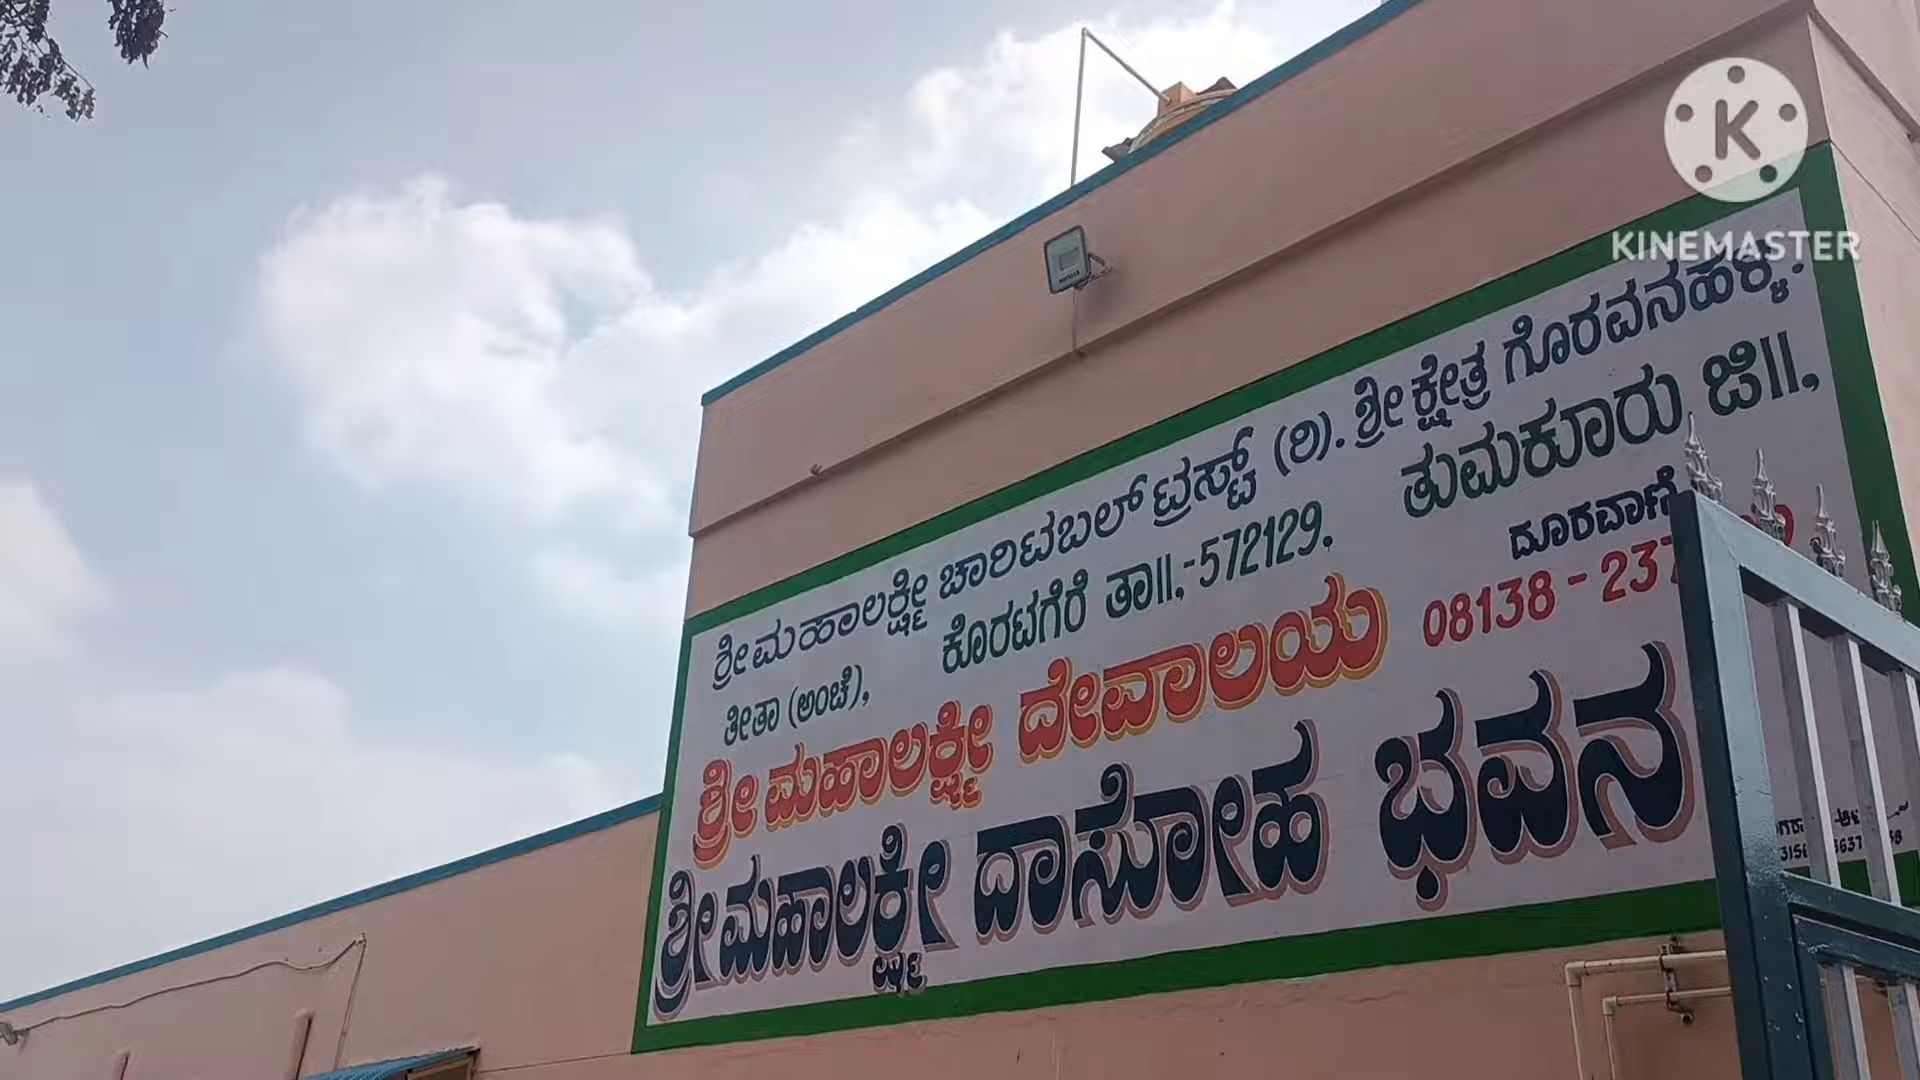 KINEMASTER
ಶ್ರೀ ಮಹಾಲಕ್ಷ್ಮೀ ಚಾರಿಟಬಲ್ ಟ್ರಸ್ಟ್ (ರಿ). ಶ್ರೀ ಕ್ಷೇತ್ರ ಗೊರವನಹಳ್ಳಿ.
ತೀತಾ (ಅಂಚೆ), ಕೊರಟಗೆರೆ ತಾ||,-572129. ತುಮಕೂರು ಜಿ||,
ದೂರವಾಣಿ
ಶ್ರೀ ಮಹಾಲಕ್ಷ್ಮೀ ದೇವಾಲಯ 08138-237
ಶ್ರೀ ಮಹಾಲಕ್ಷ್ಮೀ ದಾಸೋಹ ಭವನ